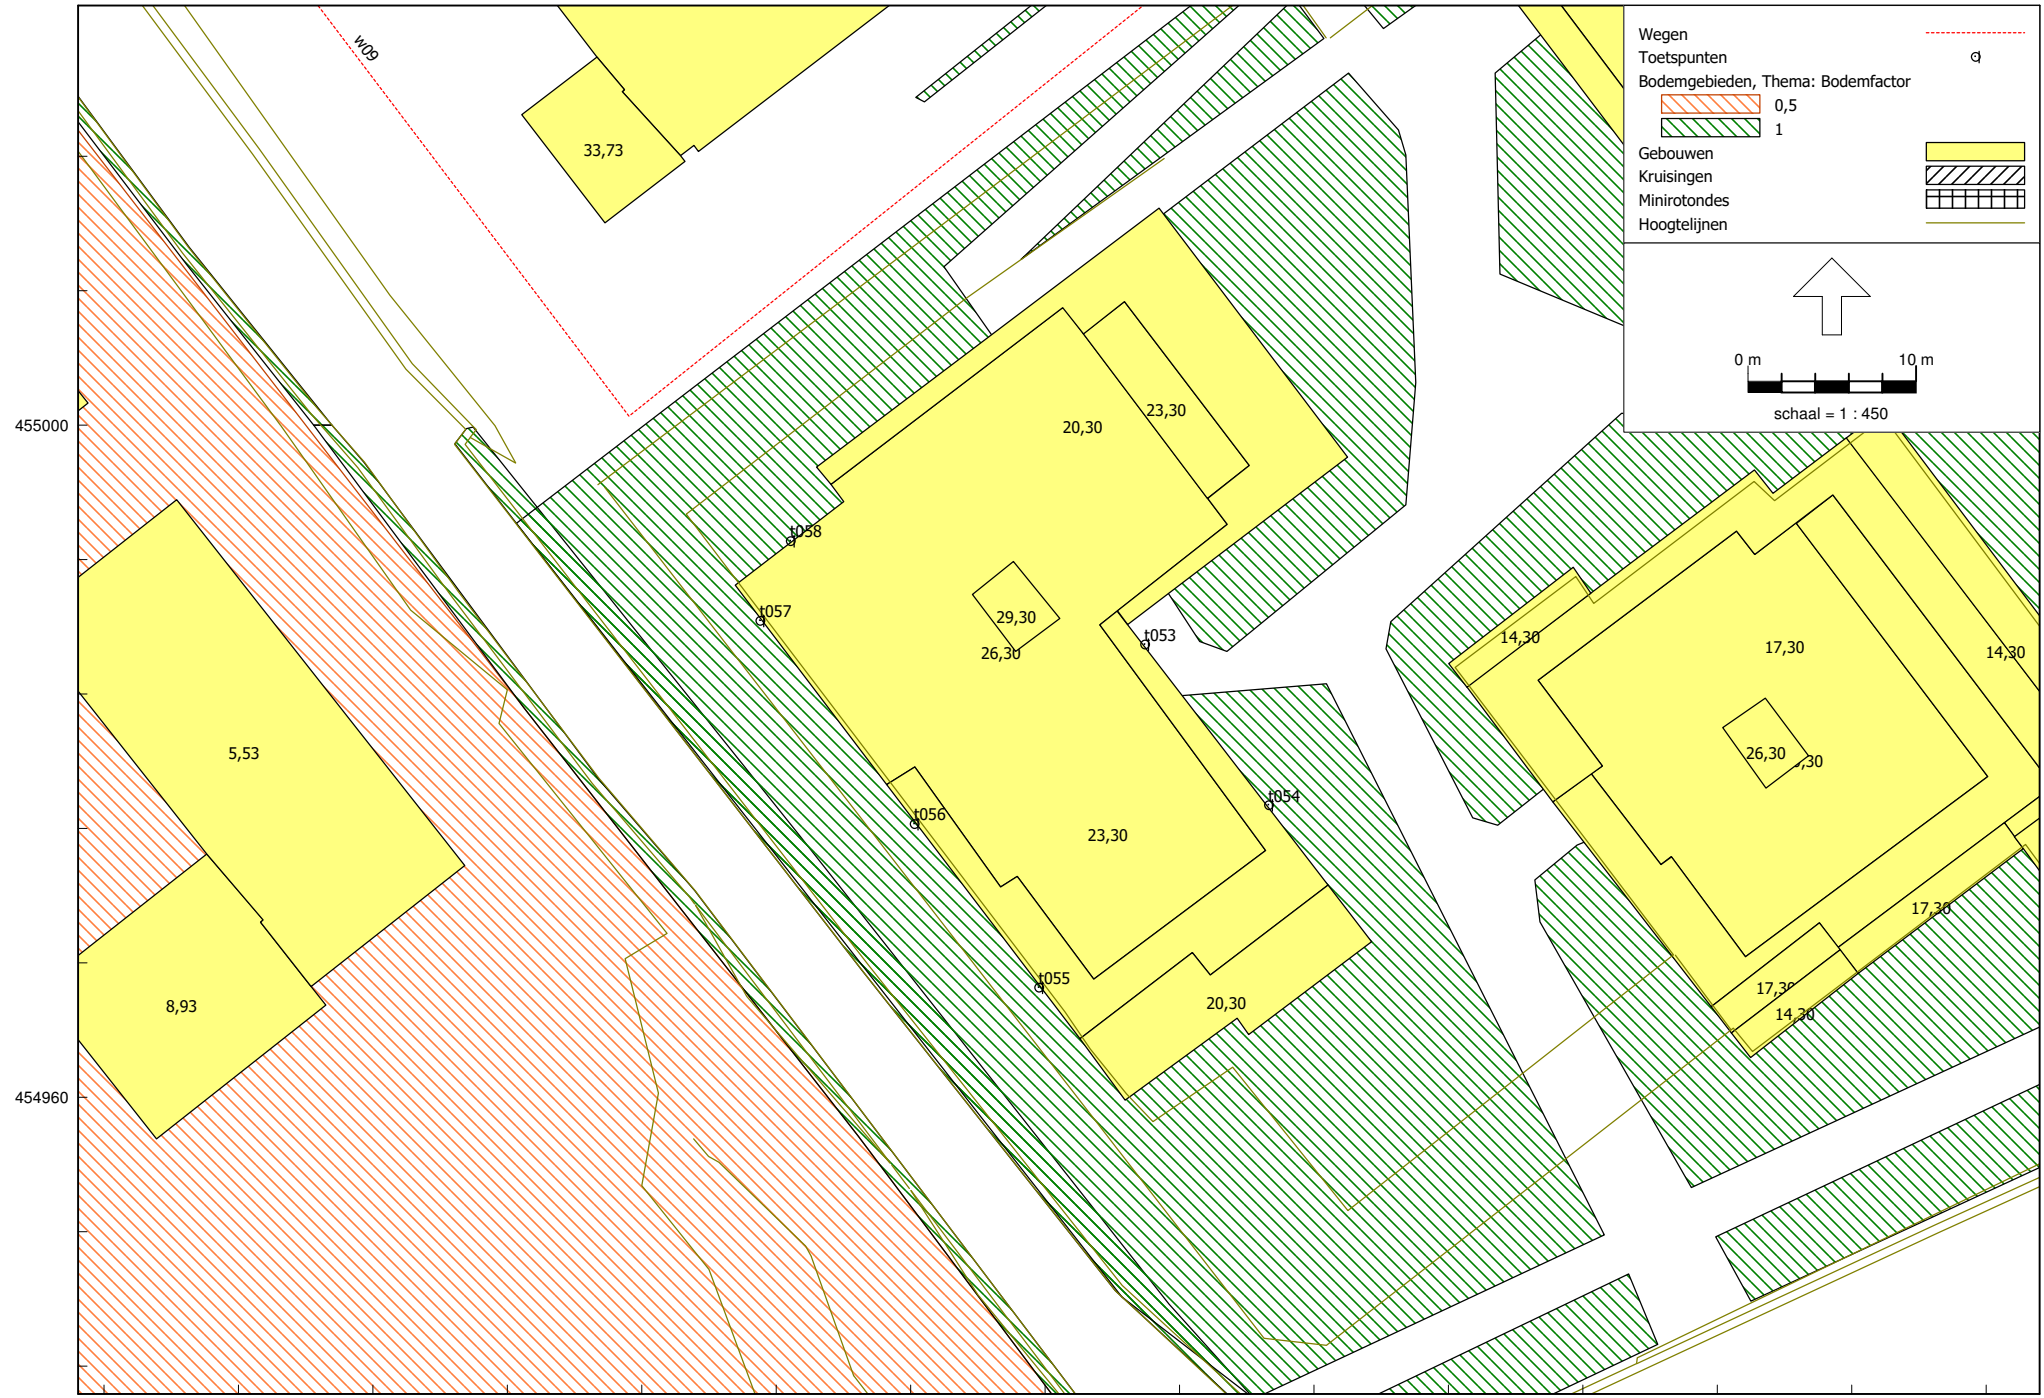 Wegen
Toetspunten
Bodemgebieden, Thema: Bodemfactor
0,5
1
Gebouwen
Kruisingen
Minirotondes
Hoogtelijnen
0 m 10 m
schaal = 1 : 450
w09
33,73
455000
20,30
23,30
t058
t057
29,30
26,30
t053
14,30
17,30
14,30
5,53
26,30
t054
t056
23,30
17,30
t055
8,93
20,30
17,30
14,30
454960